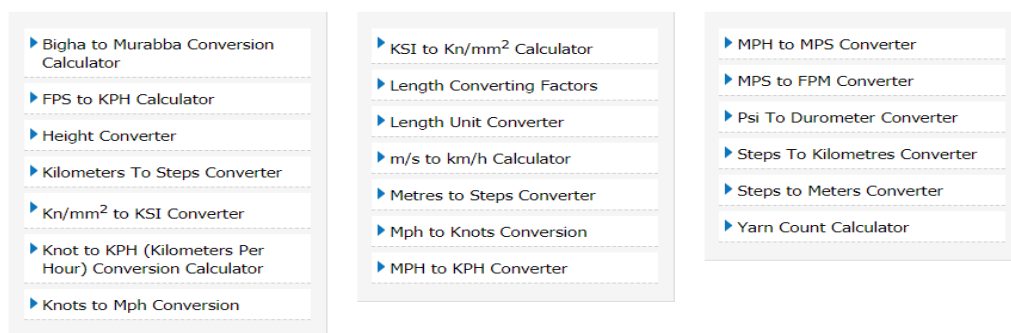 Bigha to Murabba Conversion
Calculator
FPS to KPH Calculator
Height Converter
Kilometers To Steps Converter
Kn/mm² to KSI Converter
Knot to KPH (Kilometers Per
Hour) Conversion Calculator
Knots to Mph Conversion
KSI to Kn/mm² Calculator
Length Converting Factors
Length Unit Converter
m/s to km/h Calculator
Metres to Steps Converter
Mph to Knots Conversion
MPH to KPH Converter
MPH to MPS Converter
MPS to FPM Converter
Psi To Durometer Converter
Steps To Kilometres Converter
Steps to Meters Converter
Yarn Count Calculator